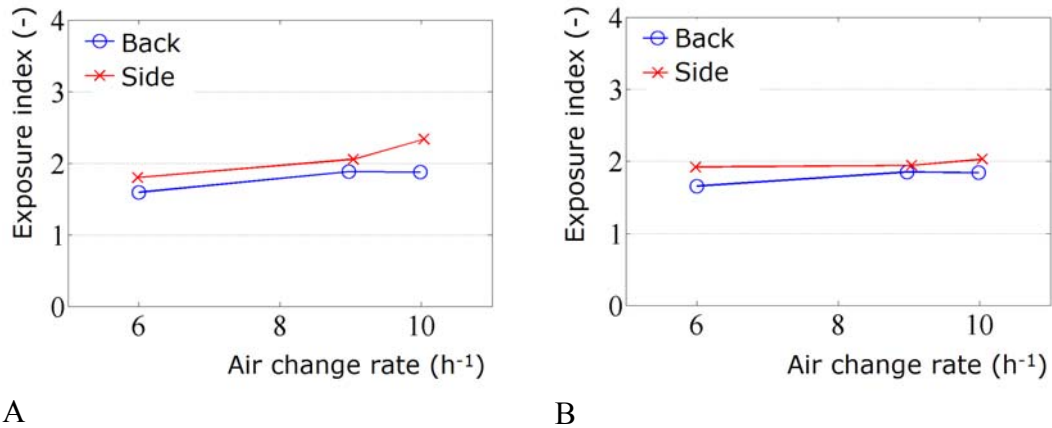 Exposure index (-)
4
3
2
1
0
Back
Side
6
8
10
Air change rate (h-1)
A
Exposure index (-)
4
3
2
1
0
Back
Side
6
8
10
Air change rate (h-1)
B